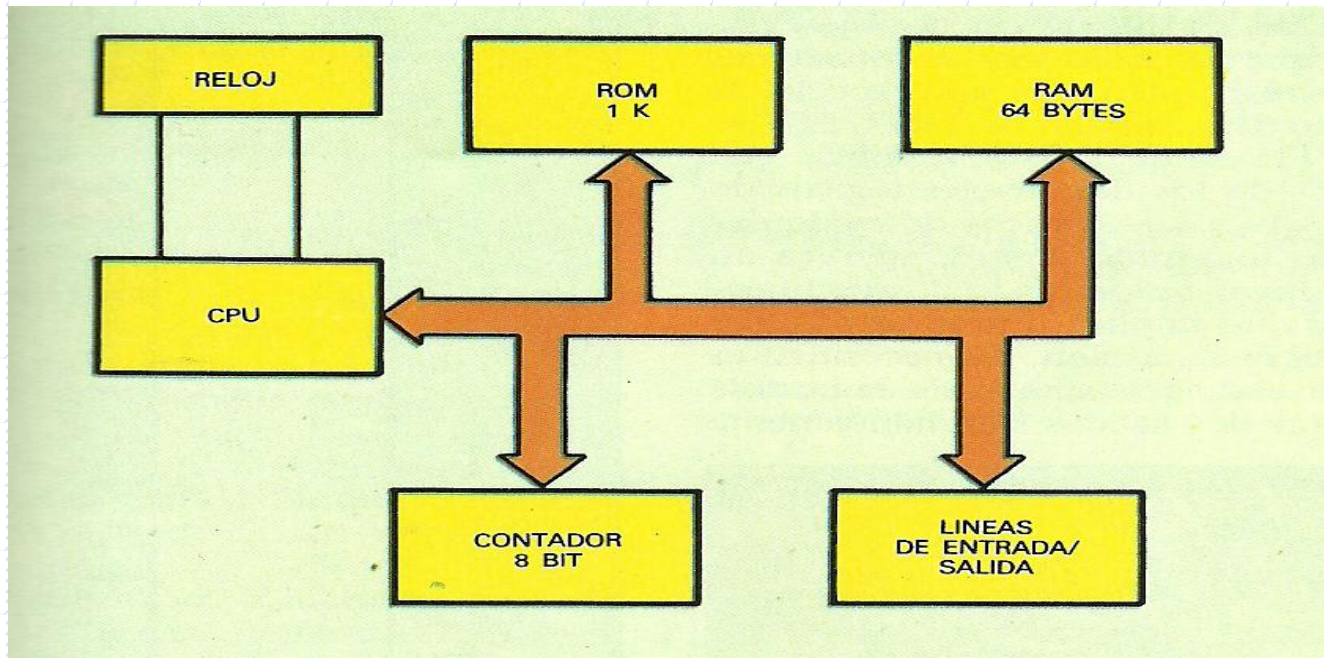 RELOJ
ROM
1 K
RAM
64 BYTES
CPU
CONTADOR
8 BIT
LINEAS
DE ENTRADA/
SALIDA